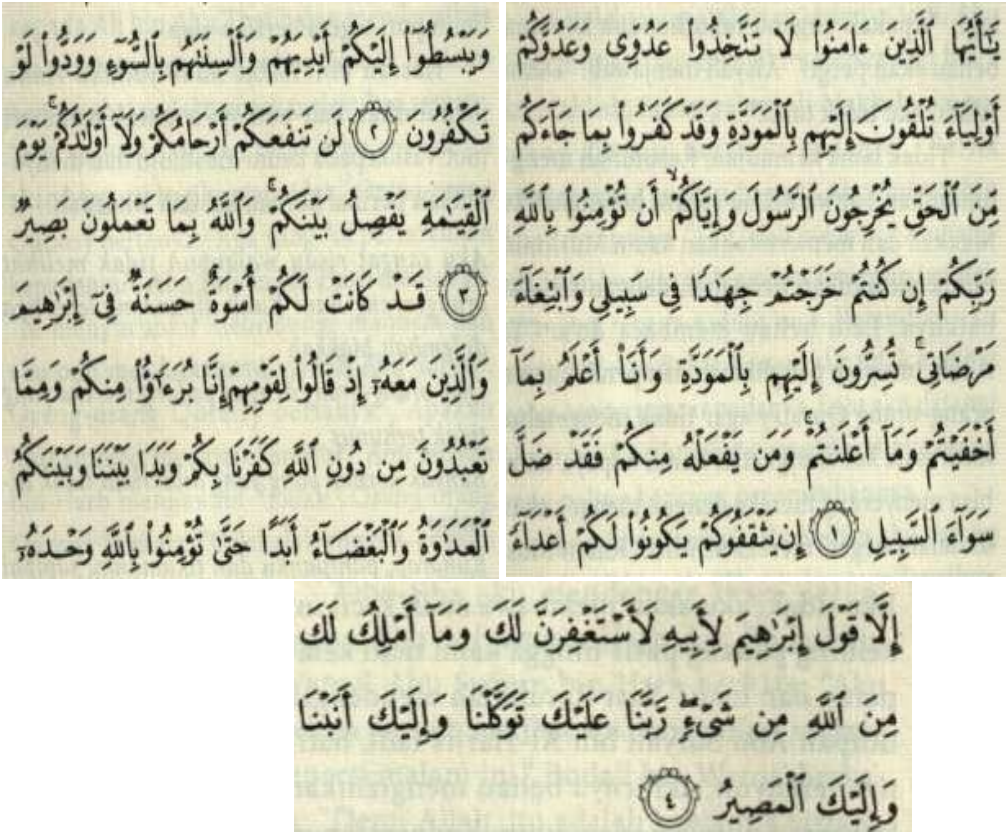 يَـٰٓأَيُّهَا ٱلَّذِينَ ءَامَنُوا۟ لَا تَتَّخِذُوا۟ عَدُوِّى وَعَدُوَّكُمْ
أَوْلِيَآءَ تُلْقُونَ إِلَيْهِم بِٱلْمَوَدَّةِ وَقَدْ كَفَرُوا۟ بِمَا جَآءَكُم
مِّنَ ٱلْحَقِّ يُخْرِجُونَ ٱلرَّسُولَ وَإِيَّاكُمْ ۙ أَن تُؤْمِنُوا۟ بِٱللَّهِ
رَبِّكُمْ إِن كُنتُمْ خَرَجْتُمْ جِهَـٰدًا فِى سَبِيلِى وَٱبْتِغَآءَ
مَرْضَاتِى ۚ تُسِرُّونَ إِلَيْهِم بِٱلْمَوَدَّةِ وَأَنَا۠ أَعْلَمُ بِمَآ
أَخْفَيْتُمْ وَمَآ أَعْلَنتُمْ ۚ وَمَن يَفْعَلْهُ مِنكُمْ فَقَدْ ضَلَّ
سَوَآءَ ٱلسَّبِيلِ ١ إِن يَثْقَفُوكُمْ يَكُونُوا۟ لَكُمْ أَعْدَآءً
وَيَبْسُطُوٓا۟ إِلَيْكُمْ أَيْدِيَهُمْ وَأَلْسِنَتَهُم بِٱلسُّوٓءِ وَوَدُّوا۟ لَوْ
تَكْفُرُونَ ٢ لَن تَنفَعَكُمْ أَرْحَامُكُمْ وَلَآ أَوْلَـٰدُكُمْ ۚ يَوْمَ
ٱلْقِيَـٰمَةِ يَفْصِلُ بَيْنَكُمْ ۚ وَٱللَّهُ بِمَا تَعْمَلُونَ بَصِيرٌ
٣ قَدْ كَانَتْ لَكُمْ أُسْوَةٌ حَسَنَةٌ فِىٓ إِبْرَٰهِيمَ
وَٱلَّذِينَ مَعَهُۥٓ إِذْ قَالُوا۟ لِقَوْمِهِمْ إِنَّا بُرَءَٰٓؤُا۟ مِنكُمْ وَمِمَّا
تَعْبُدُونَ مِن دُونِ ٱللَّهِ كَفَرْنَا بِكُمْ وَبَدَا بَيْنَنَا وَبَيْنَكُمُ
ٱلْعَدَٰوَةُ وَٱلْبَغْضَآءُ أَبَدًا حَتَّىٰ تُؤْمِنُوا۟ بِٱللَّهِ وَحْدَهُۥٓ
إِلَّا قَوْلَ إِبْرَٰهِيمَ لِأَبِيهِ لَأَسْتَغْفِرَنَّ لَكَ وَمَآ أَمْلِكُ لَكَ
مِنَ ٱللَّهِ مِن شَىْءٍ ۖ رَّبَّنَا عَلَيْكَ تَوَكَّلْنَا وَإِلَيْكَ أَنَبْنَا
وَإِلَيْكَ ٱلْمَصِيرُ ٤